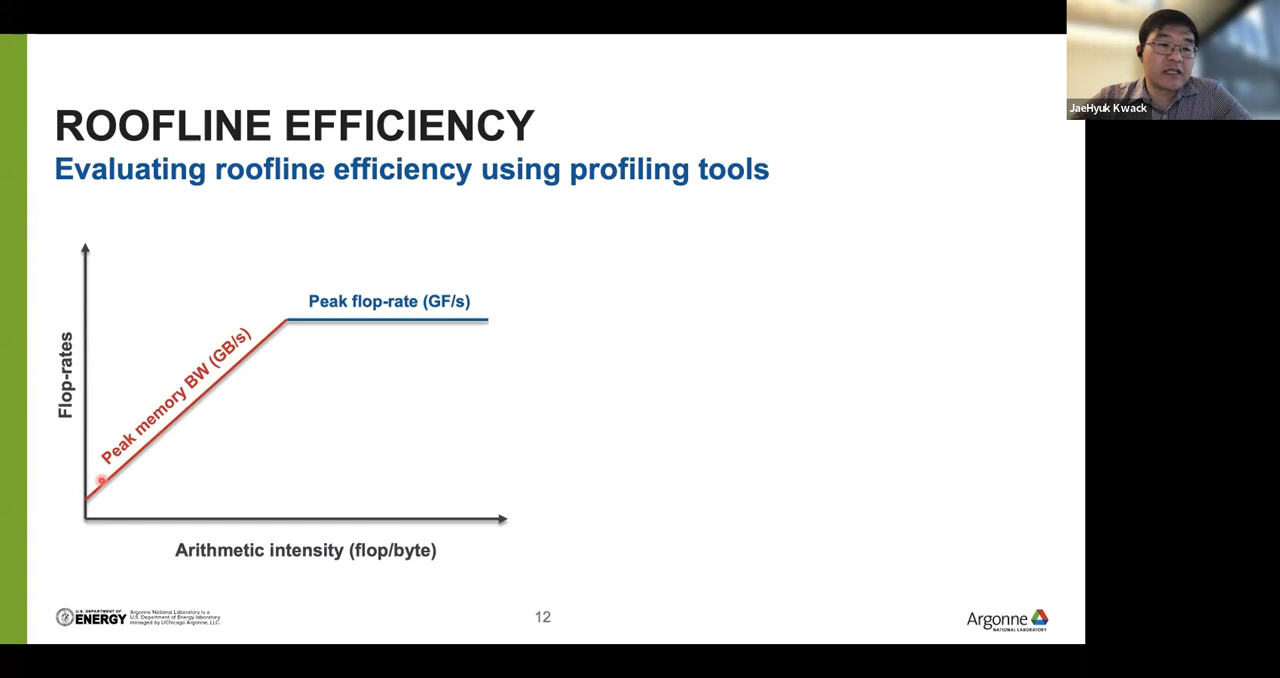 JaeHyuk Kwack
ROOFLINE EFFICIENCY
Evaluating roofline efficiency using profiling tools
Peak flop-rate (GF/s)
Peak memory BW (GB/s)
Flop-rates
Arithmetic intensity (flop/byte)
U.S. DEPARTMENT OF
ENERGY
Argonne National Laboratory is a
U.S. Department of Energy laboratory
managed by UChicago Argonne, LLC.
12
Argonne
NATIONAL LABORATORY